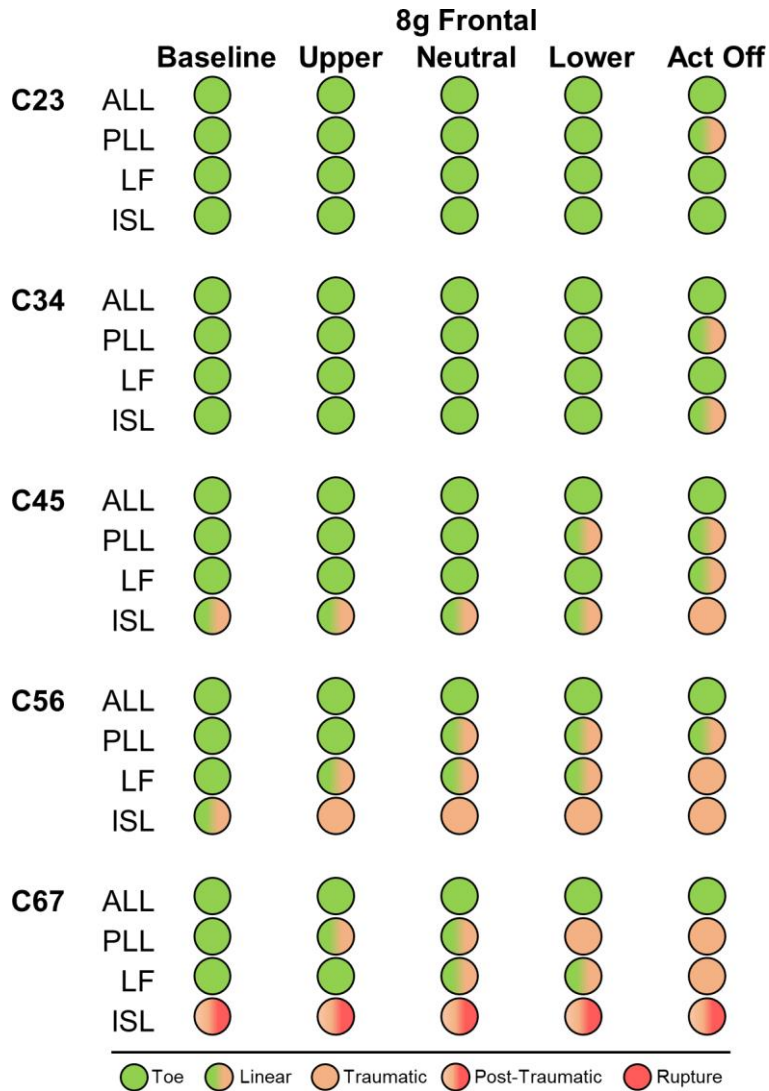 8g Frontal
Baseline Upper Neutral Lower Act Off
C23 ALL
PLL
LF
ISL
C34 ALL
PLL
LF
ISL
C45 ALL
PLL
LF
ISL
C56 ALL
PLL
LF
ISL
C67 ALL
PLL
LF
ISL
Toe Linear Traumatic Post-Traumatic Rupture